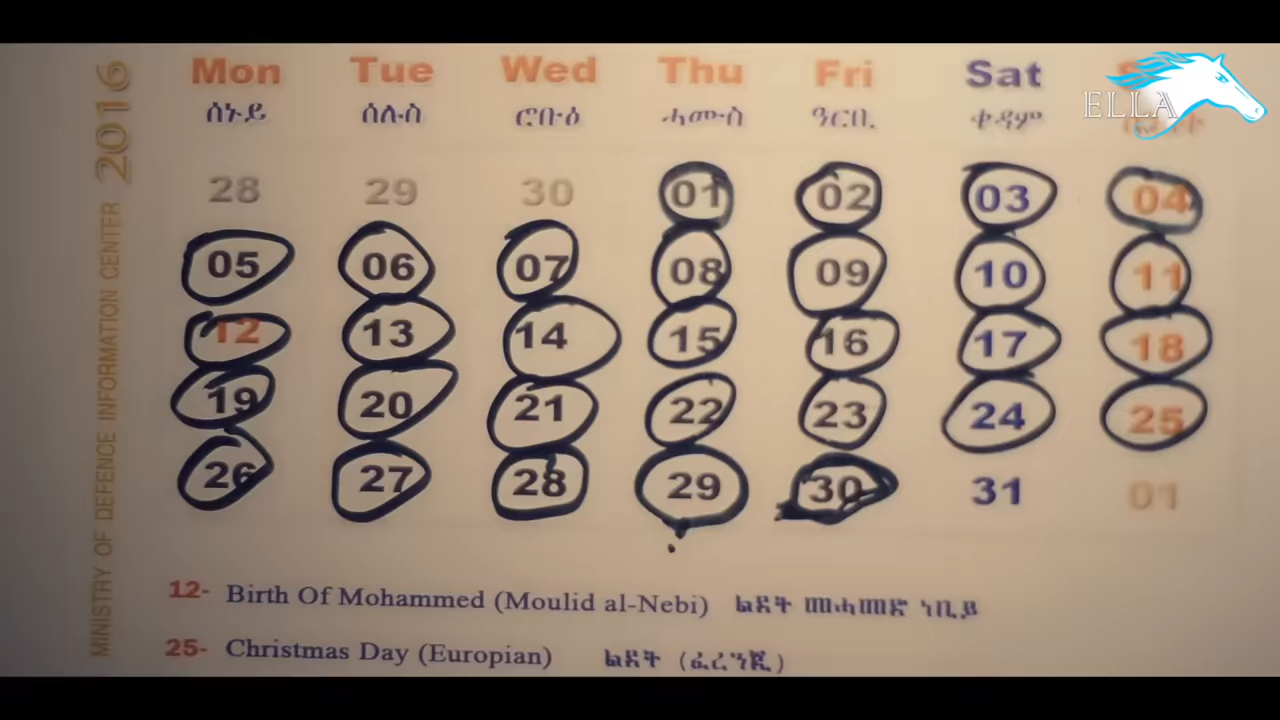 MINISTRY OF DEFENCE INFORMATION CENTER 2016
ELLA
Mon Tue Wed Thu Fri Sat
ሰኑይ ሰሉስ ሮቡዕ ሓሙስ ዓርቢ ቀዳም
28 29 30 01 02 03 04
05 06 07 08 09 10 11
12 13 14 15 16 17 18
19 20 21 22 23 24 25
26 27 28 29 30 31 01
12- Birth Of Mohammed (Moulid al-Nebi) ልደት መሓመድ ነቢይ
25- Christmas Day (Europian) ልደት (ፈረንጂ)